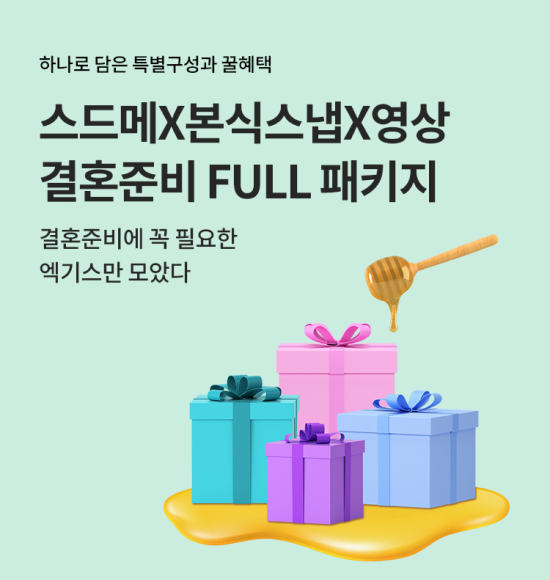 하나로 담은 특별구성과 꿀혜택
스드메X본식스냅X영상
결혼준비 FULL 패키지
결혼준비에 꼭 필요한
엑기스만 모았다